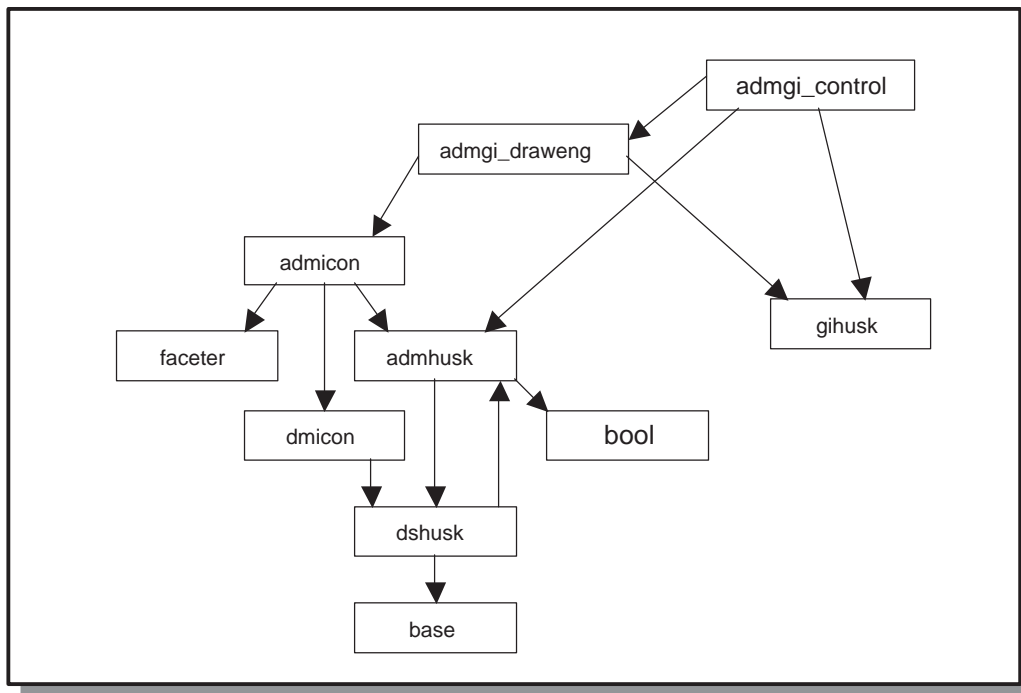 admgi_control
admgi_draweng
admicon
gihusk
faceter
admhusk
dmicon
bool
dshusk
base